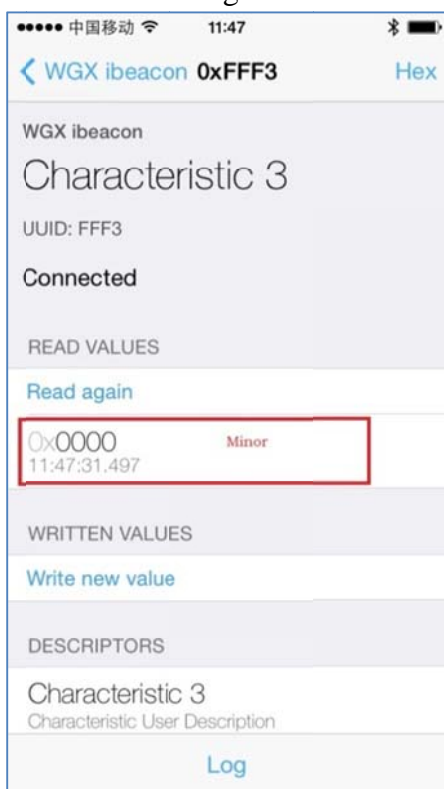 中国移动 11:47
WGX ibeacon 0xFFF3 Hex
WGX ibeacon
Characteristic 3
UUID: FFF3
Connected
READ VALUES
Read again
0x0000 Minor
11:47:31.497
WRITTEN VALUES
Write new value
DESCRIPTORS
Characteristic 3
Characteristic User Description
Log